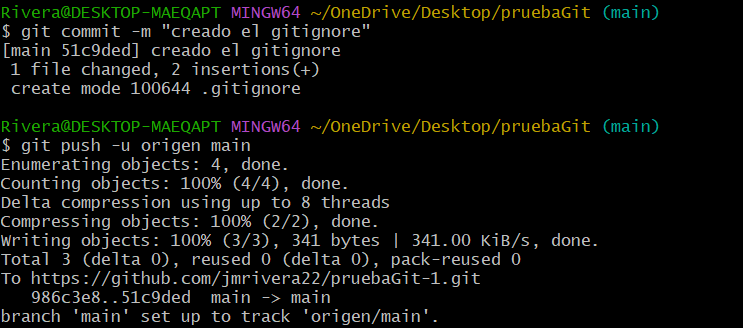 Rivera@DESKTOP-MAEQAPT MINGW64 ~/OneDrive/Desktop/pruebaGit (main)
$ git commit -m "creado el gitignore"
[main 51c9ded] creado el gitignore
 1 file changed, 2 insertions(+)
 create mode 100644 .gitignore

Rivera@DESKTOP-MAEQAPT MINGW64 ~/OneDrive/Desktop/pruebaGit (main)
$ git push -u origen main
Enumerating objects: 4, done.
Counting objects: 100% (4/4), done.
Delta compression using up to 8 threads
Compressing objects: 100% (2/2), done.
Writing objects: 100% (3/3), 341 bytes | 341.00 KiB/s, done.
Total 3 (delta 0), reused 0 (delta 0), pack-reused 0
To https://github.com/jmrivera22/pruebaGit-1.git
   986c3e8..51c9ded  main -> main
branch 'main' set up to track 'origen/main'.